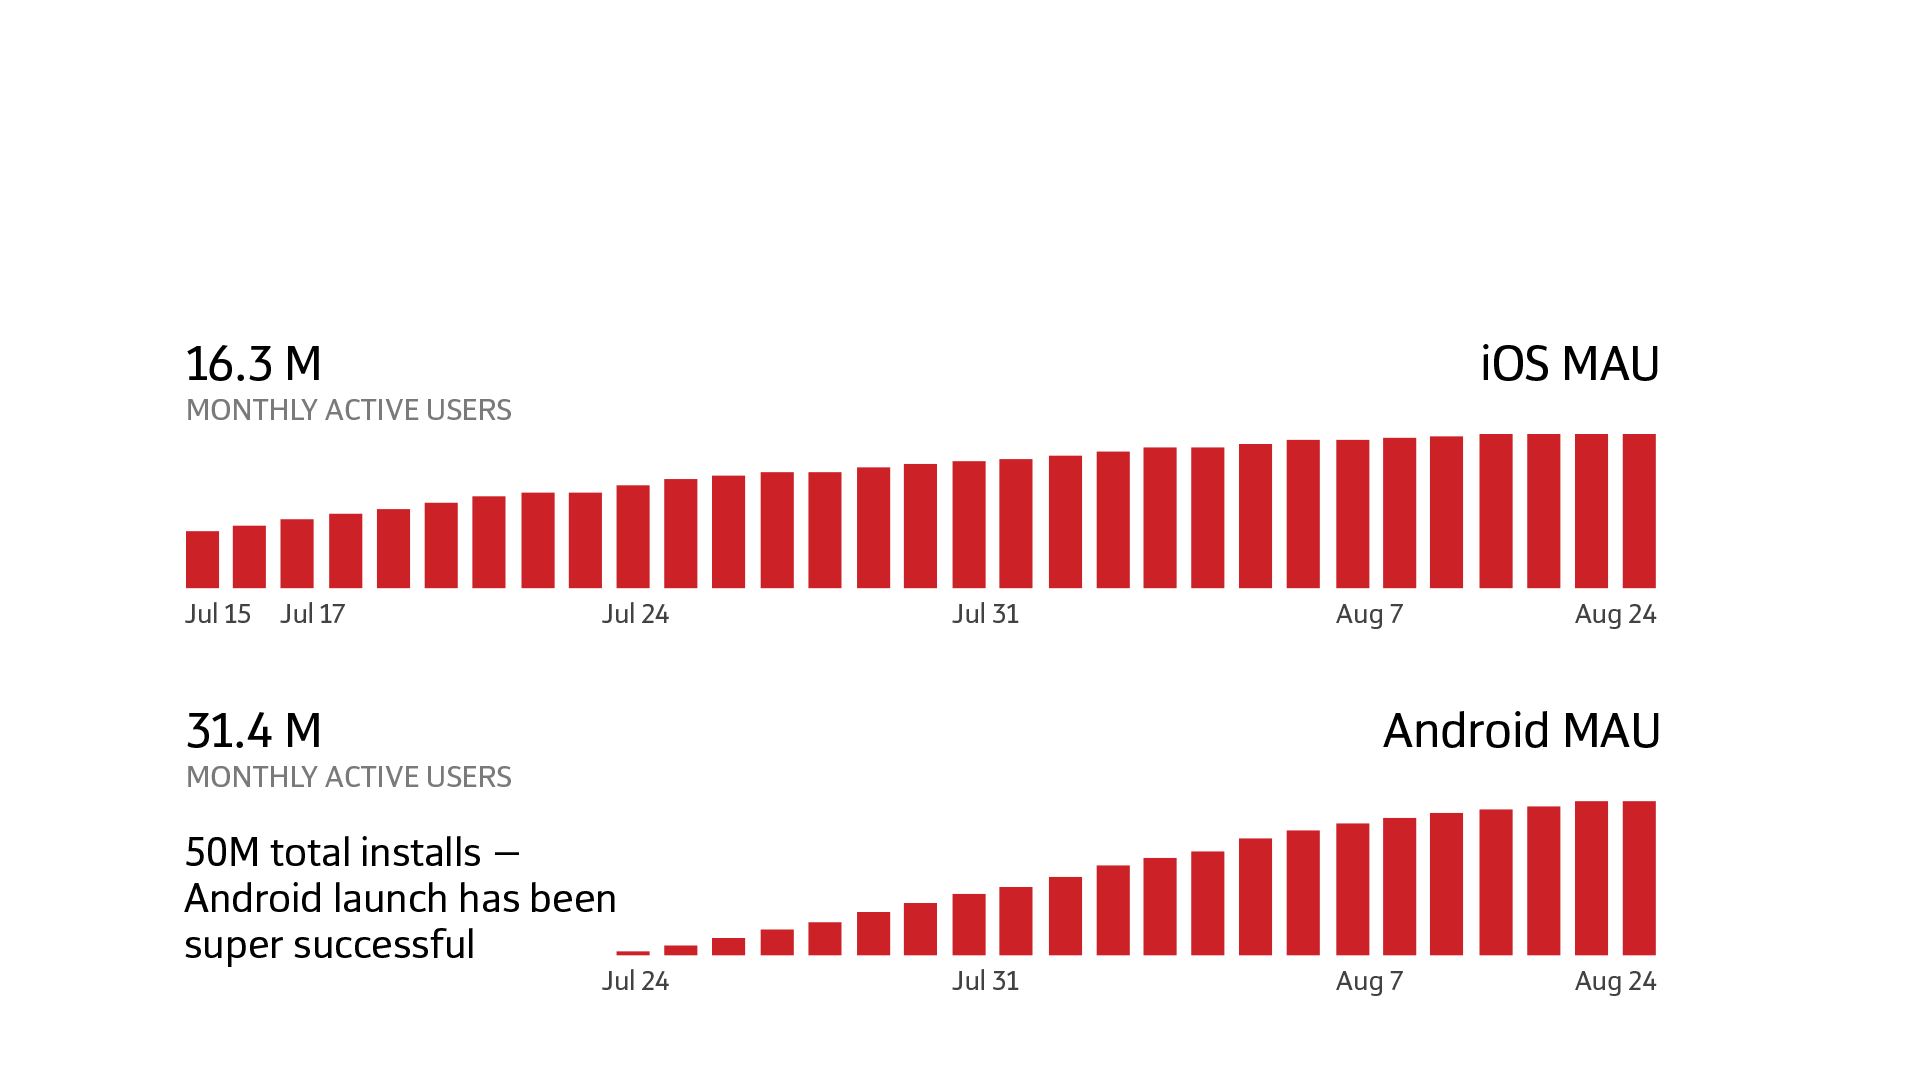 16.3 M
iOS MAU
MONTHLY ACTIVE USERS
Jul 15 Jul 17 Jul 24 Jul 31 Aug 7 Aug 24
31.4 M
Android MAU
MONTHLY ACTIVE USERS
50M total installs –
Android launch has been
super successful
Jul 24 Jul 31 Aug 7 Aug 24